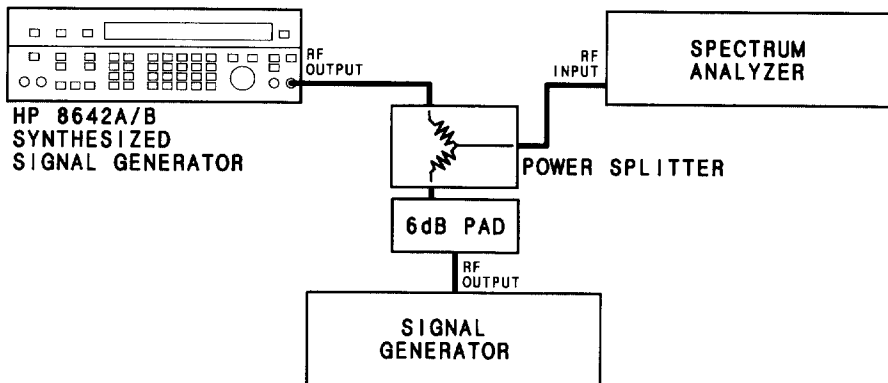 RF
OUTPUT
RF
INPUT
SPECTRUM
ANALYZER
HP 8642A/B
SYNTHESIZED
SIGNAL GENERATOR
POWER SPLITTER
6dB PAD
RF
OUTPUT
SIGNAL
GENERATOR